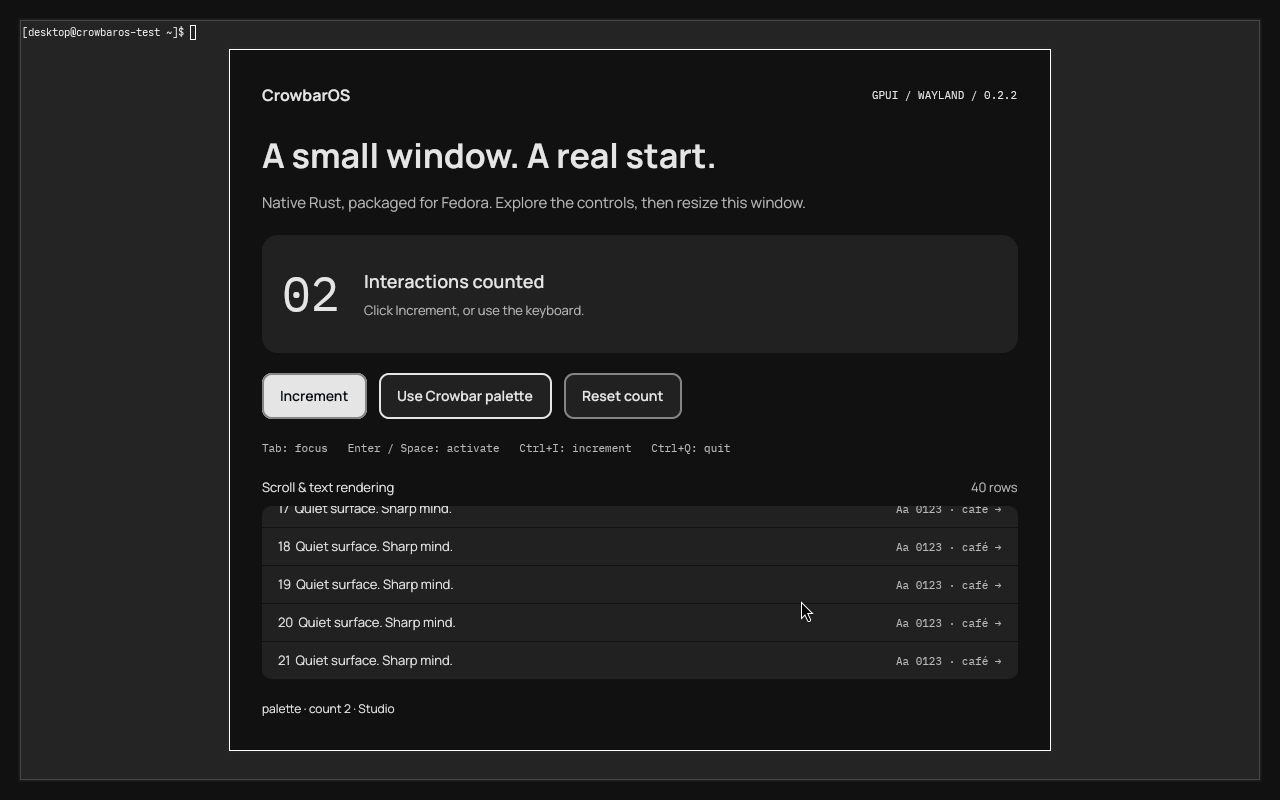 [desktop@crowbaros-test ~]$
CrowbarOS
GPUI / WAYLAND / 0.2.2
A small window. A real start.
Native Rust, packaged for Fedora. Explore the controls, then resize this window.
02
Interactions counted
Click Increment, or use the keyboard.
Increment
Use Crowbar palette
Reset count
Tab: focus   Enter / Space: activate   Ctrl+I: increment   Ctrl+Q: quit
Scroll & text rendering
40 rows
17 Quiet surface. Sharp mind.
Aa 0123 · café →
18 Quiet surface. Sharp mind.
Aa 0123 · café →
19 Quiet surface. Sharp mind.
Aa 0123 · café →
20 Quiet surface. Sharp mind.
Aa 0123 · café →
21 Quiet surface. Sharp mind.
Aa 0123 · café →
palette · count 2 · Studio